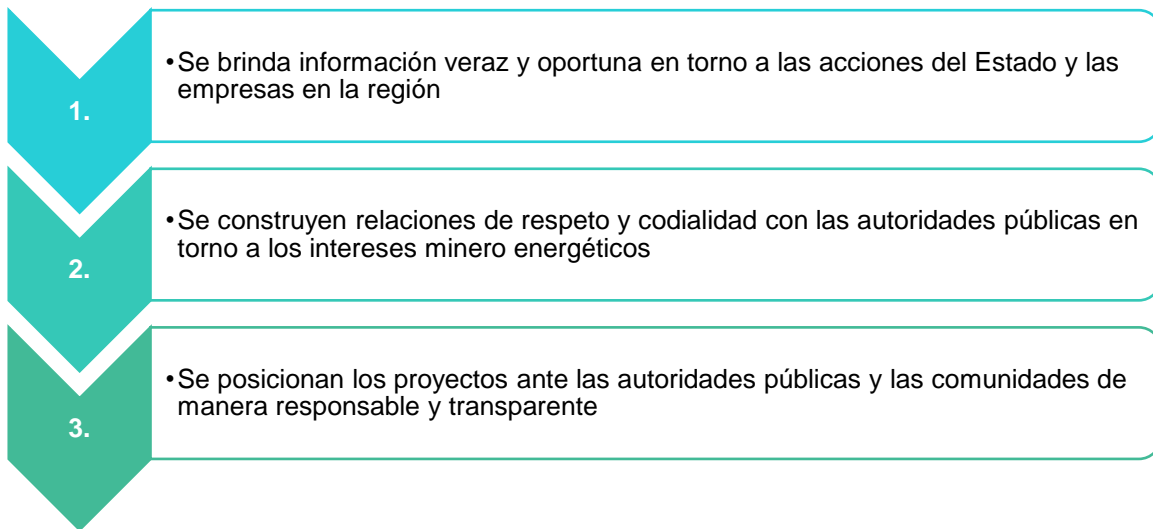 1.
•Se brinda información veraz y oportuna en torno a las acciones del Estado y las
empresas en la región
2.
•Se construyen relaciones de respeto y codialidad con las autoridades públicas en
torno a los intereses minero energéticos
3.
•Se posicionan los proyectos ante las autoridades públicas y las comunidades de
manera responsable y transparente